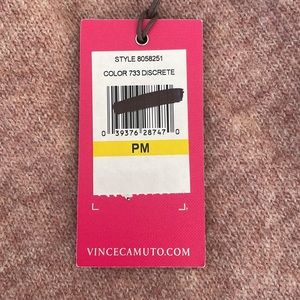 STYLE 8058251
COLOR 733 DISCRETE
0 39376 28747 0
PM
VINCECAMUTO.COM